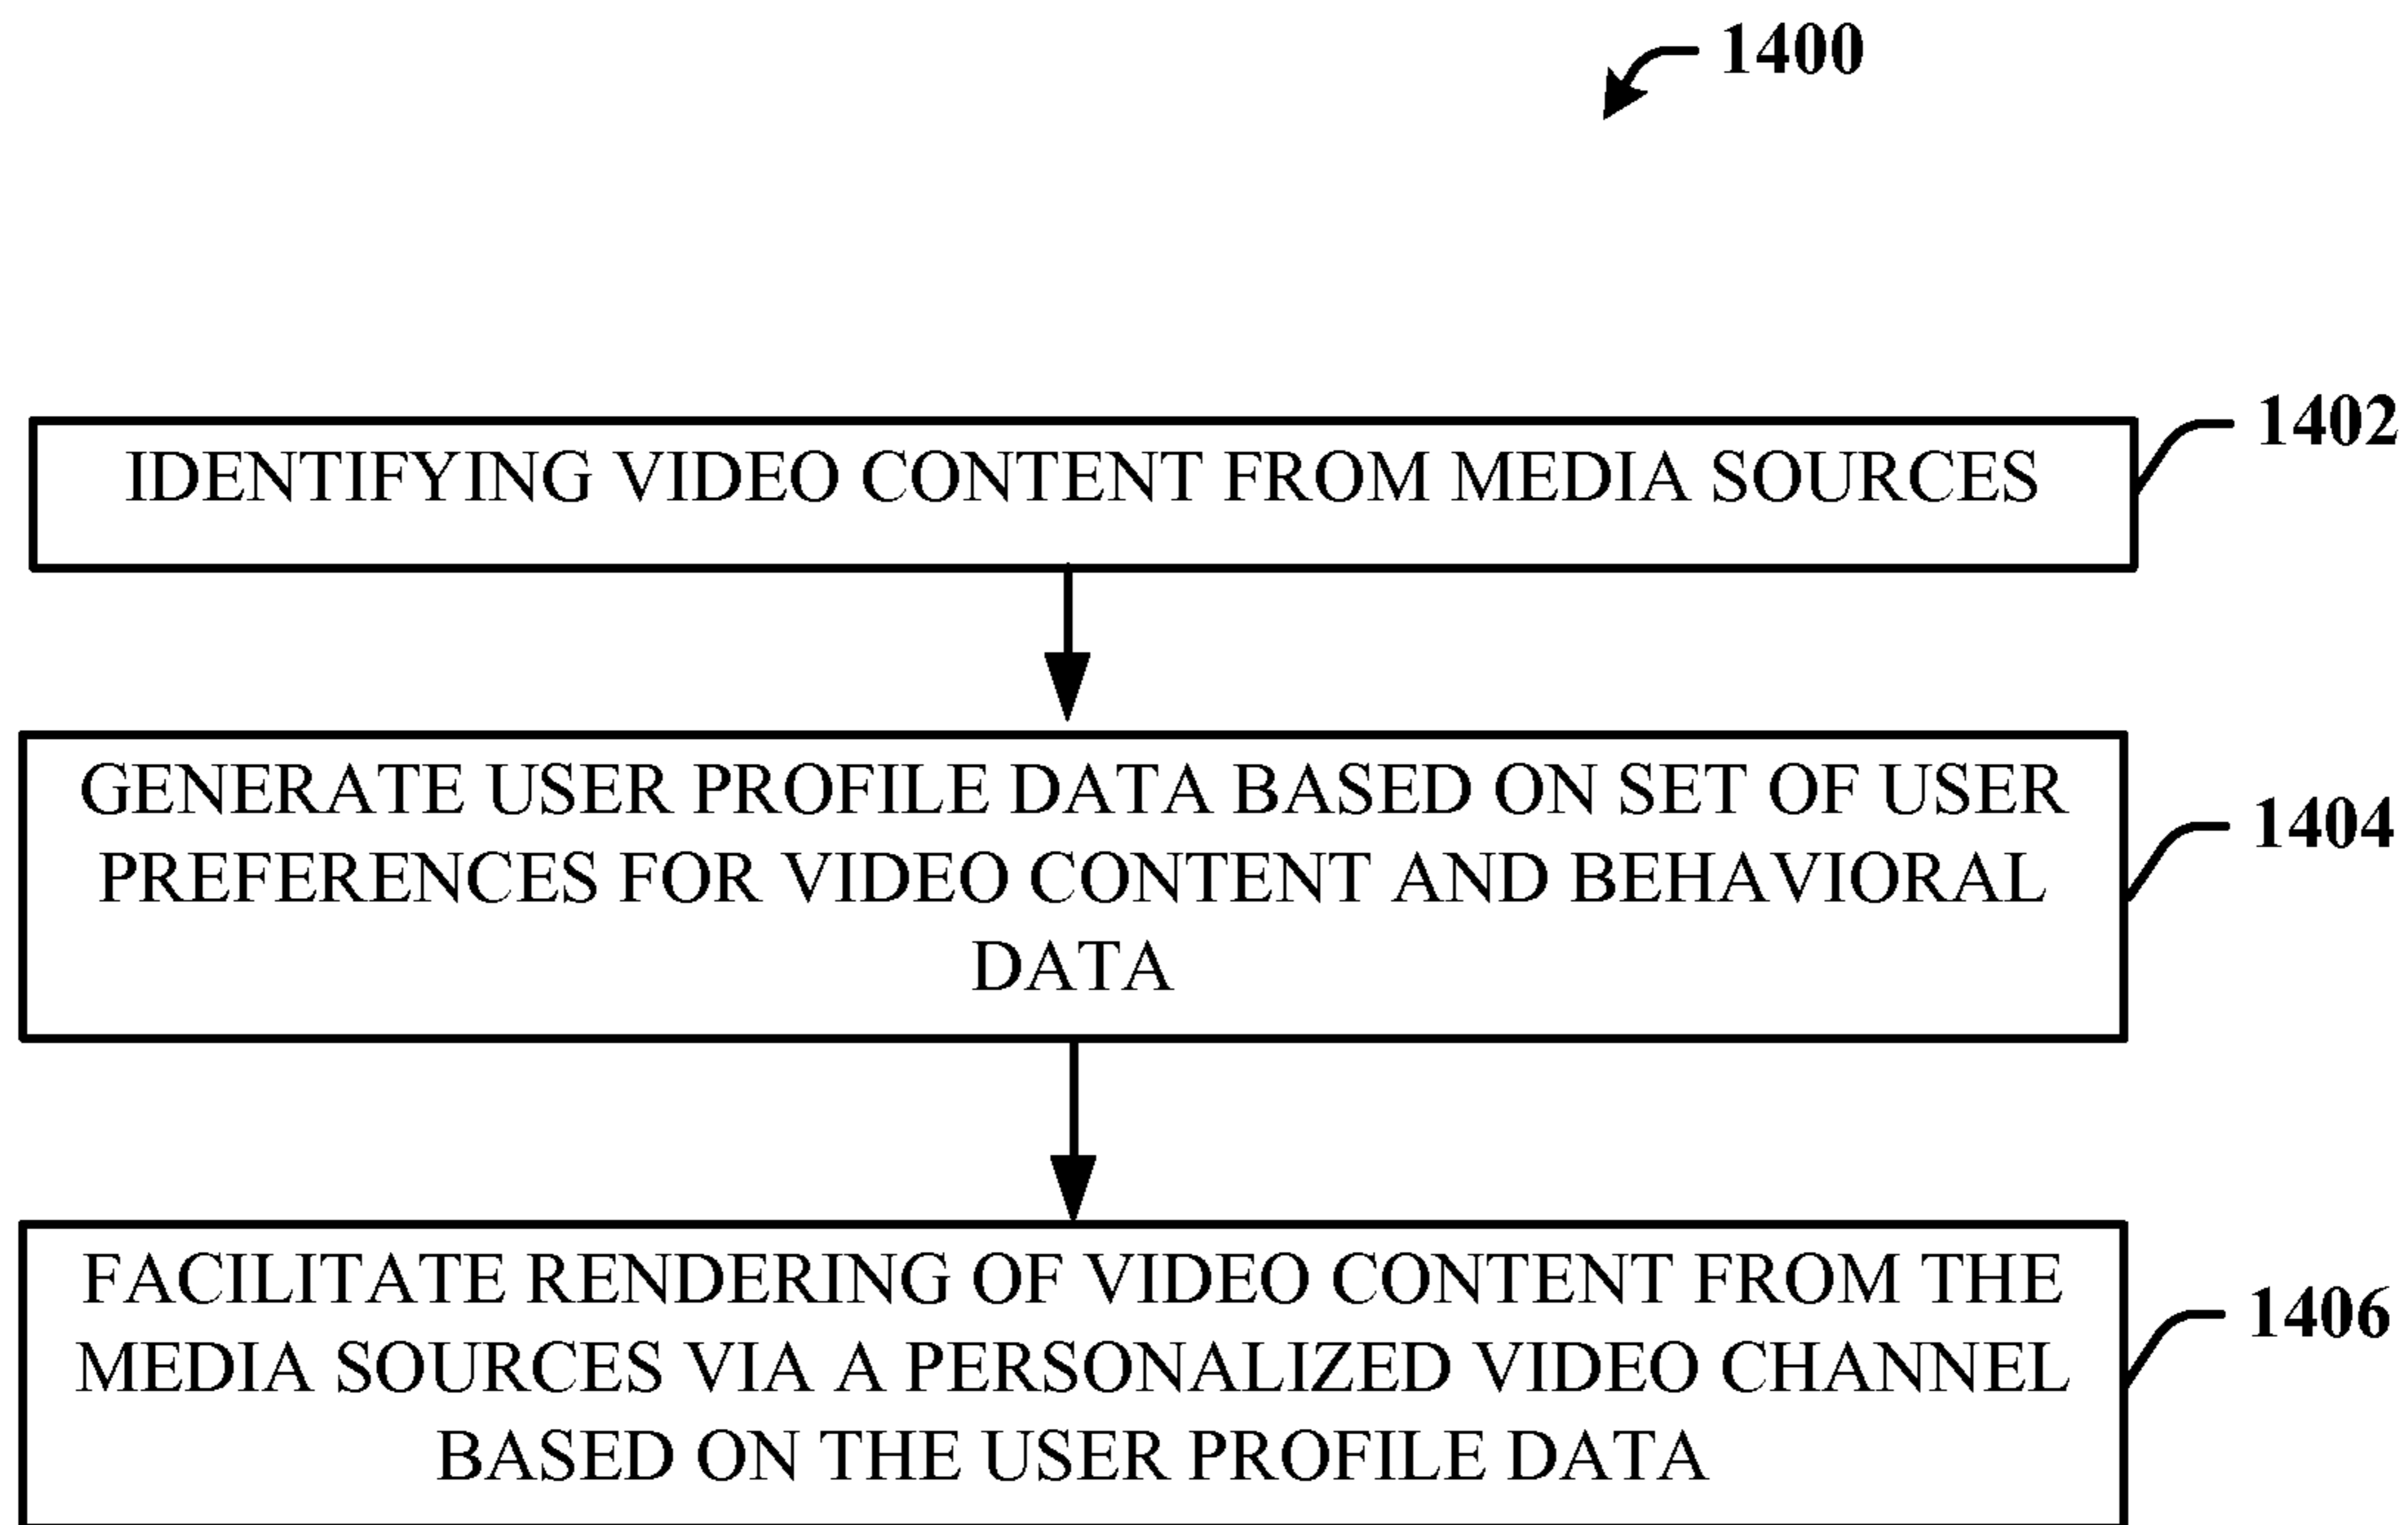 1400
IDENTIFYING VIDEO CONTENT FROM MEDIA SOURCES
1402
GENERATE USER PROFILE DATA BASED ON SET OF USER
PREFERENCES FOR VIDEO CONTENT AND BEHAVIORAL
DATA
1404
FACILITATE RENDERING OF VIDEO CONTENT FROM THE
MEDIA SOURCES VIA A PERSONALIZED VIDEO CHANNEL
BASED ON THE USER PROFILE DATA
1406